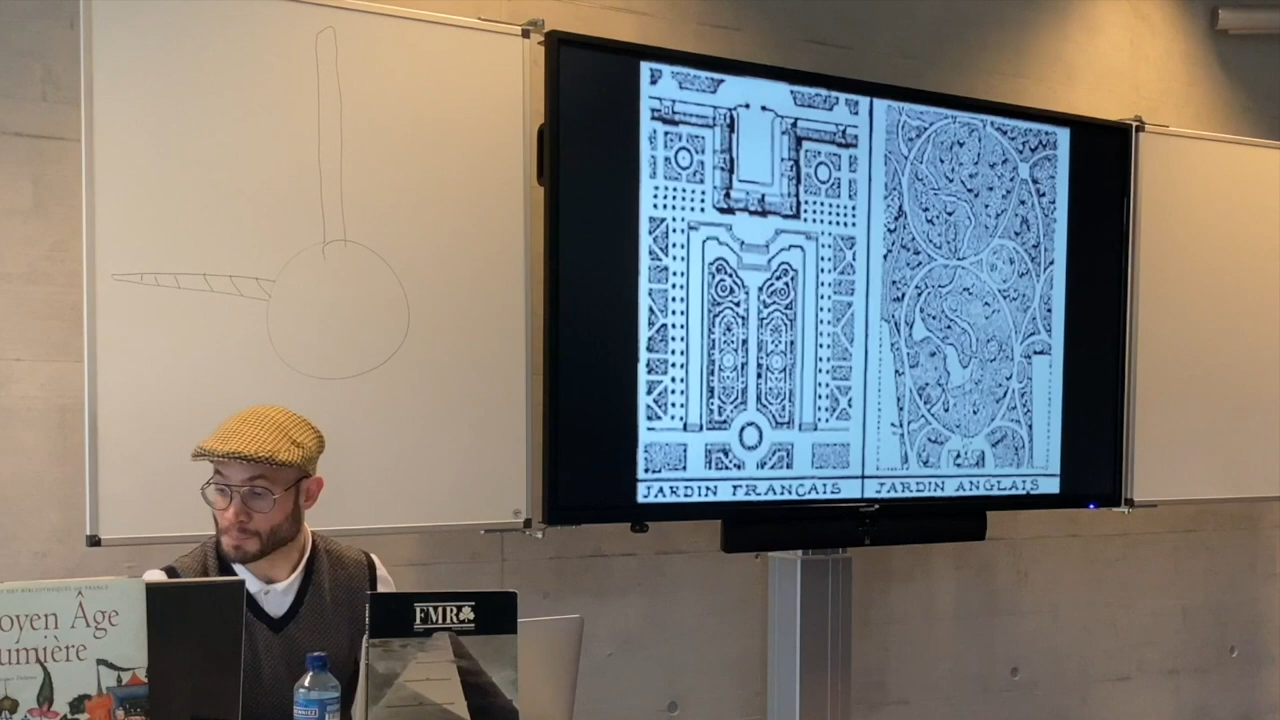 JARDIN FRANÇAIS
JARDIN ANGLAIS
FMR
oyen Âge
umière